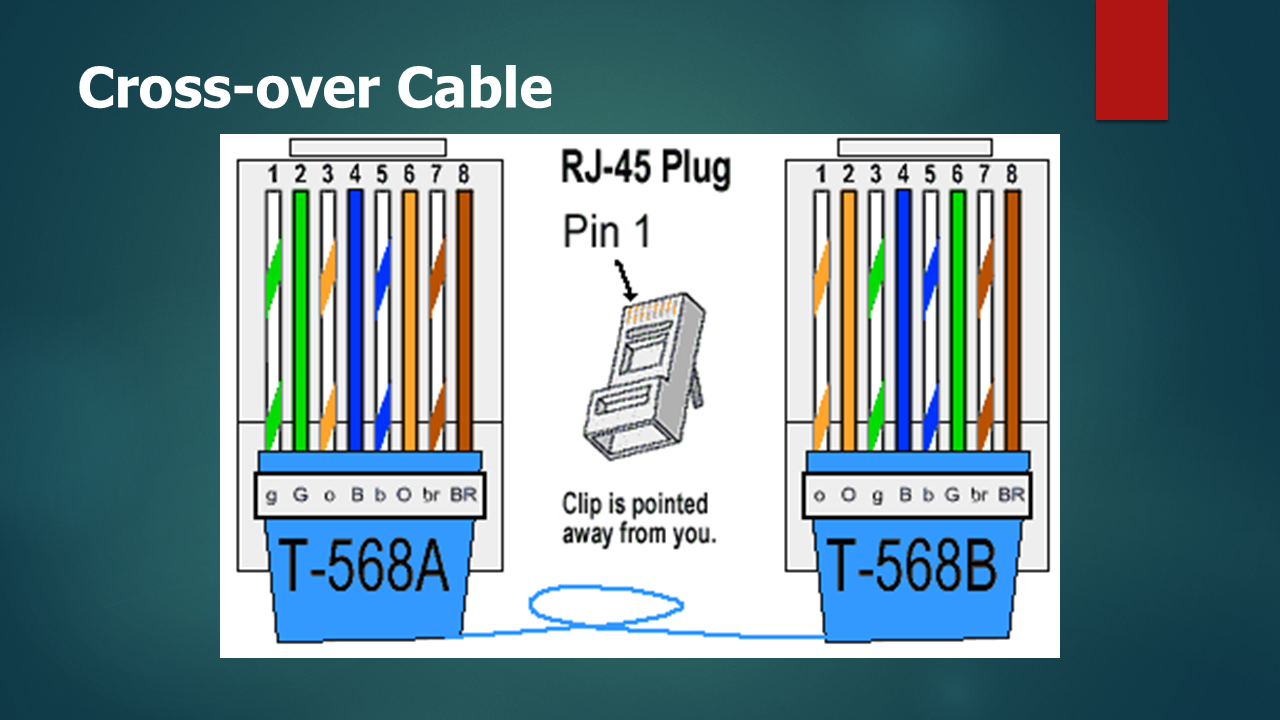 Cross-over Cable
1 2 3 4 5 6 7 8
g G o B b O br BR
T-568A
RJ-45 Plug
Pin 1
Clip is pointed
away from you.
1 2 3 4 5 6 7 8
o O g B b G br BR
T-568B